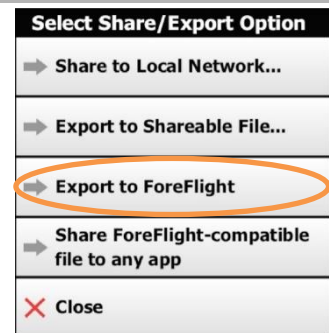 Select Share/Export Option
Share to Local Network...
Export to Shareable File...
Export to ForeFlight
Share ForeFlight-compatible
file to any app
Close